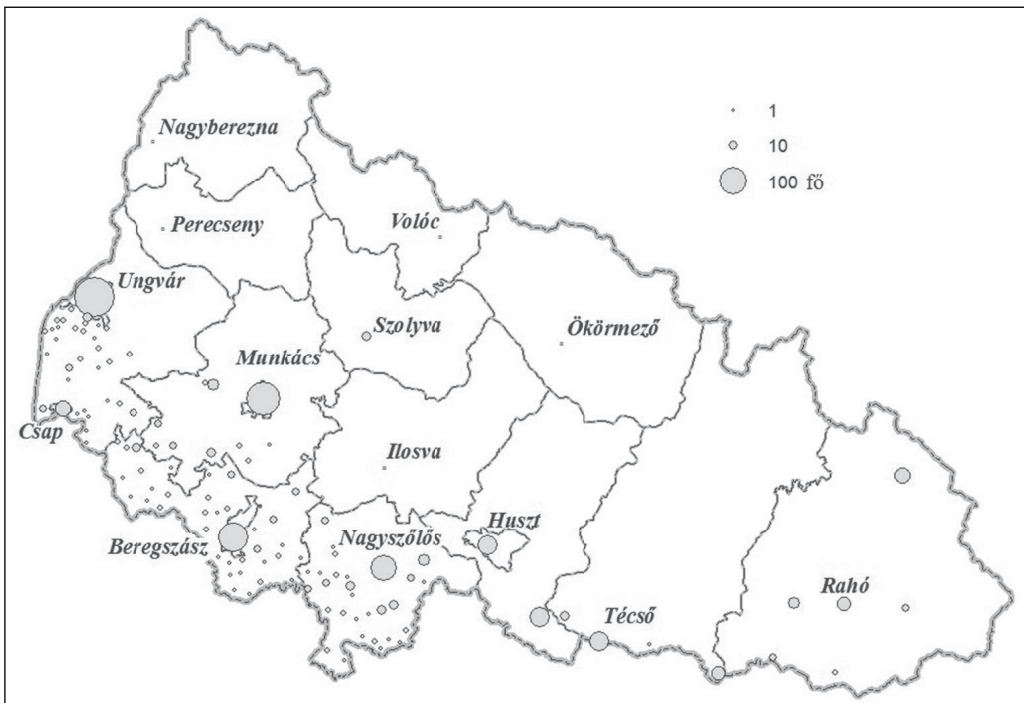 Nagyberezna
1
10
100 fő
Perecseny
Volóc
Ungvár
Szolyva
Ökörmező
Munkács
Csap
Ilosva
Huszt
Nagyszőlős
Beregszász
Rahó
Técső